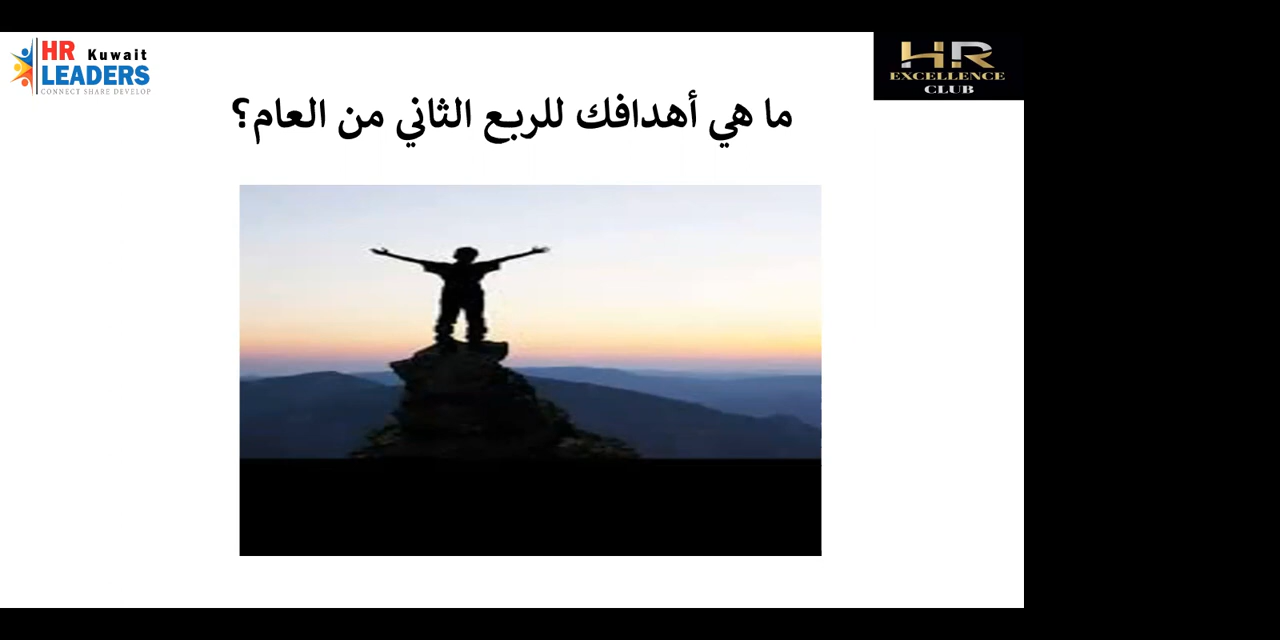 HR Kuwait
LEADERS
CONNECT SHARE DEVELOP
HR
EXCELLENCE
CLUB
ما هي أهدافك للربع الثاني من العام؟